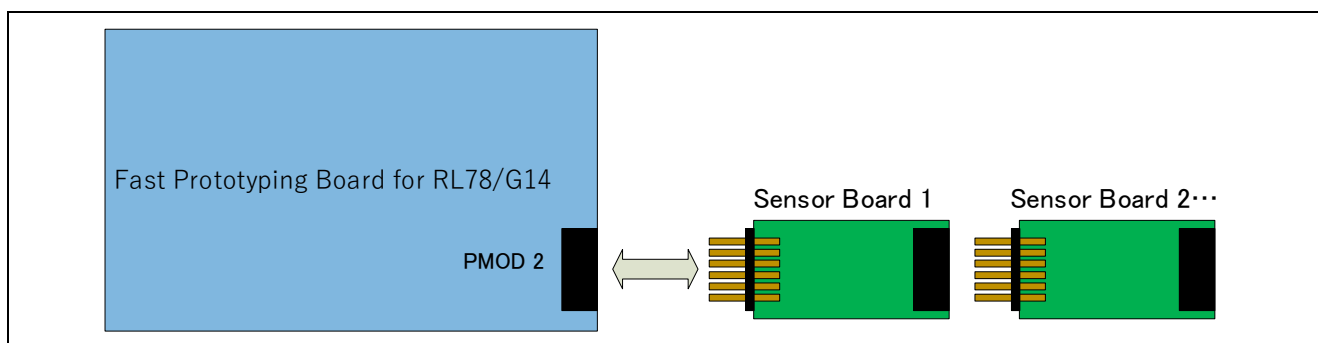 Fast Prototyping Board for RL78/G14
PMOD 2
Sensor Board 1
Sensor Board 2…